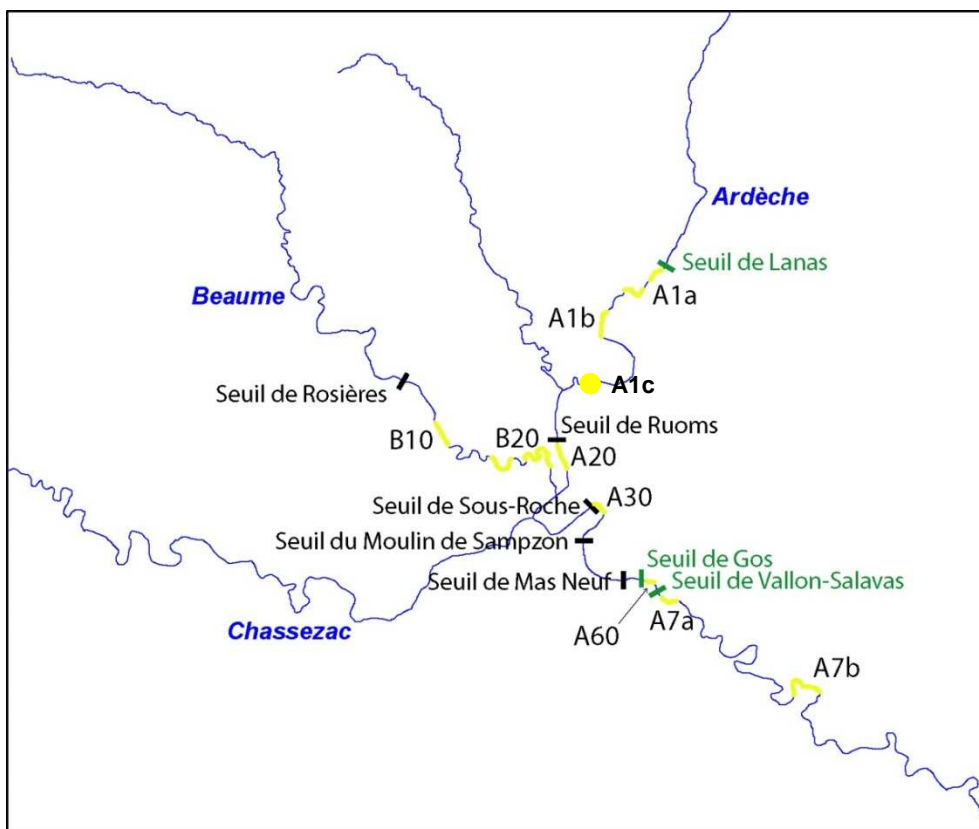 Ardèche
Seuil de Lanas
A1a
Beaume
A1b
A1c
Seuil de Rosières
Seuil de Ruoms
B10
B20
A20
A30
Seuil de Sous-Roche
Seuil du Moulin de Sampzon
Seuil de Gos
Seuil de Mas Neuf
Seuil de Vallon-Salavas
Chassezac
A60
A7a
A7b